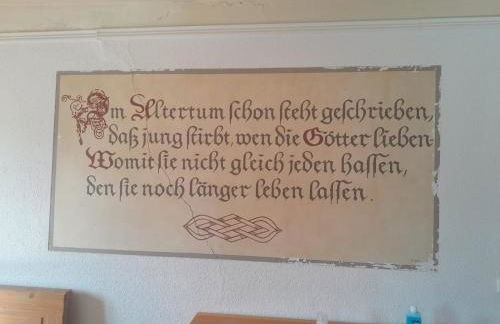 Im Altertum schon steht geschrieben,
daß jung stirbt, wen die Götter lieben.
Womit sie nicht gleich jeden hassen,
den sie noch länger leben lassen.